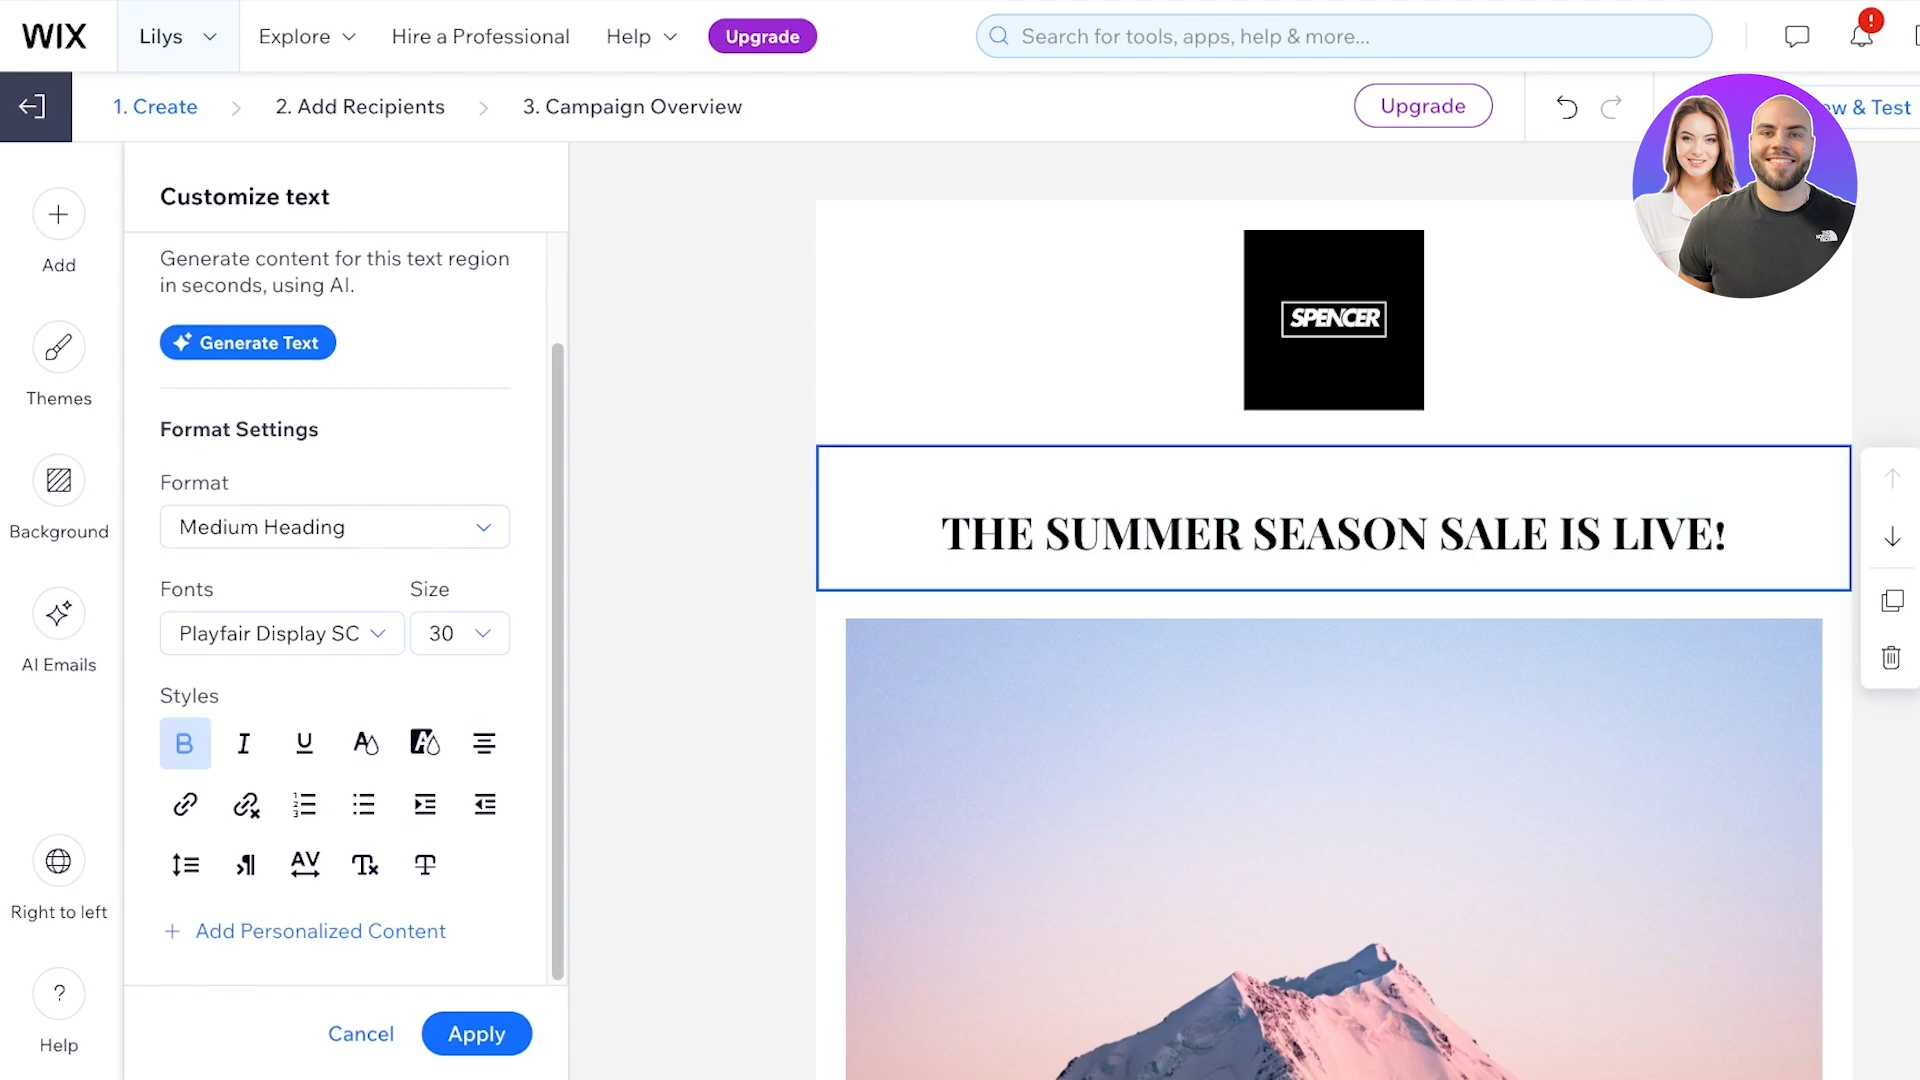 WIX
Lilys
Explore
Hire a Professional
Help
Upgrade
Search for tools, apps, help & more...
!
1. Create
2. Add Recipients
3. Campaign Overview
Upgrade
w & Test
Add
Themes
Background
AI Emails
Right to left
?
Help
Customize text
Generate content for this text region
in seconds, using AI.
Generate Text
Format Settings
Format
Medium Heading
Fonts
Size
Playfair Display SC
30
Styles
B
I
U
Add Personalized Content
Cancel
Apply
SPENCER
THE SUMMER SEASON SALE IS LIVE!